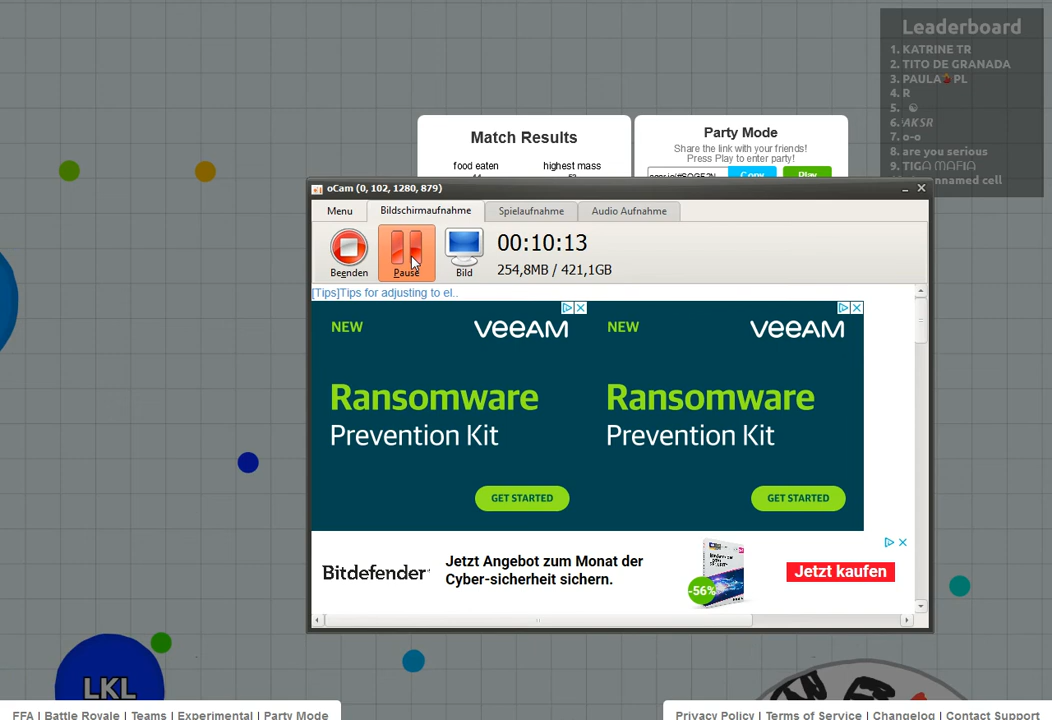 Leaderboard
1. KATRINE TR
2. TITO DE GRANADA
3. PAULA PL
4. R
5. ☯
6. AKSR
7. o-o
8. are you serious
9. TIGA MAFIA
unnamed cell
Match Results
food eaten highest mass
Party Mode
Share the link with your friends!
Press Play to enter party!
Copy Play
oCam (0, 102, 1280, 879)
Menu Bildschirmaufnahme Spielaufnahme Audio Aufnahme
Beenden Pause Bild
00:10:13
254,8MB / 421,1GB
[Tips]Tips for adjusting to el..
NEW veeam NEW veeam
Ransomware Ransomware
Prevention Kit Prevention Kit
GET STARTED GET STARTED
Bitdefender
Jetzt Angebot zum Monat der
Cyber-sicherheit sichern.
-56%
Jetzt kaufen
LKL
FFA | Battle Royale | Teams | Experimental | Party Mode
Privacy Policy | Terms of Service | Changelog | Contact Support